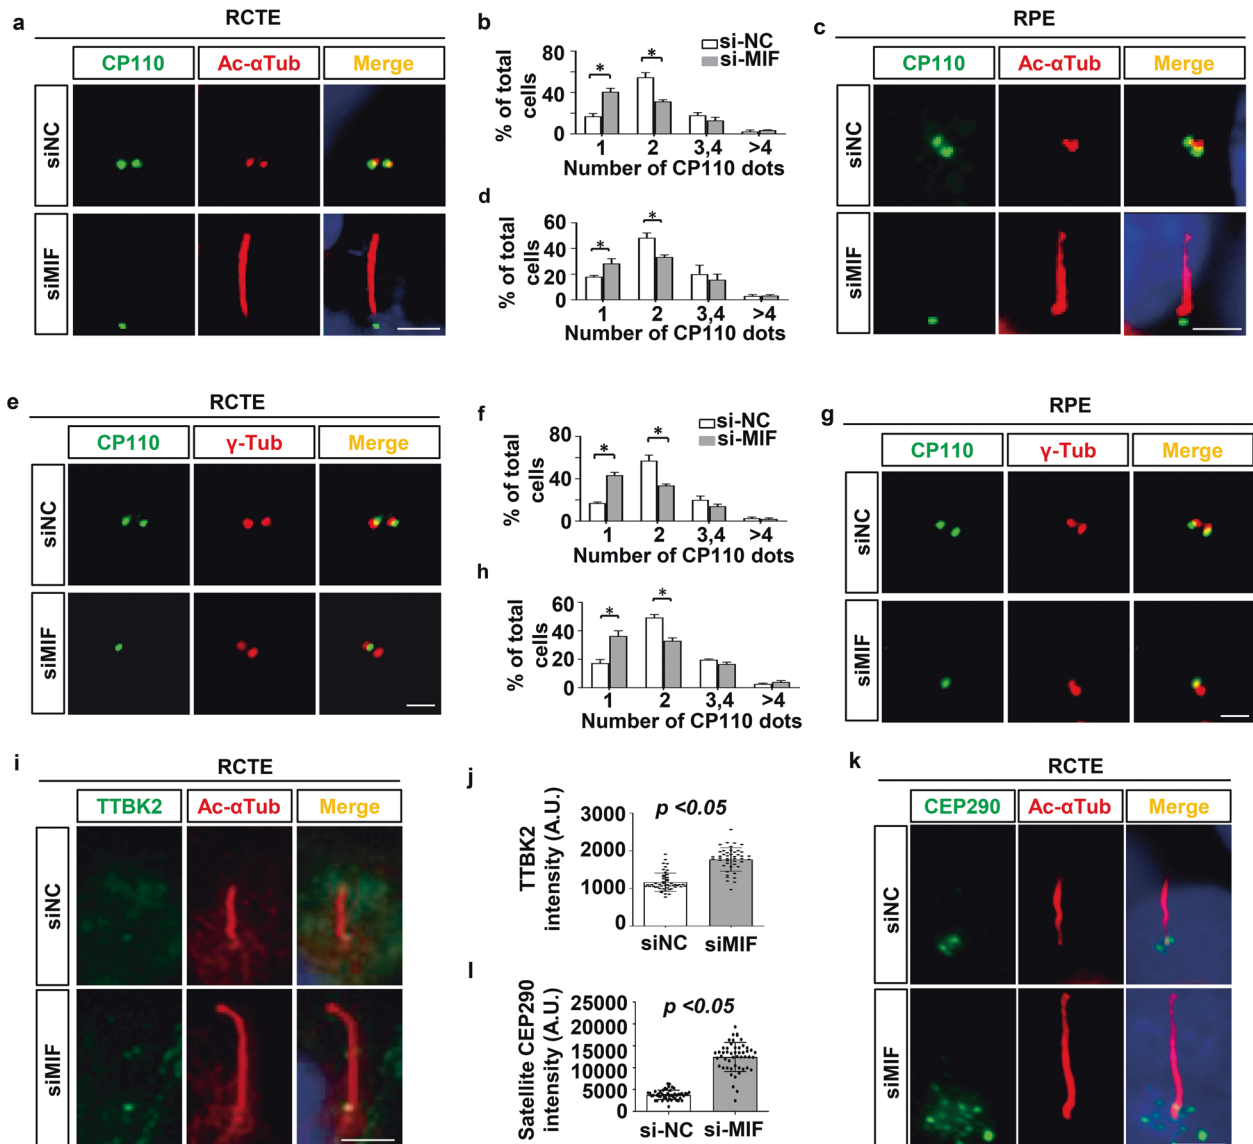 a
RCTE
CP110 Ac-αTub Merge
siNC
siMIF
b
si-NC
si-MIF
% of total
cells
80
40
0
*
*
1 2 3,4 >4
Number of CP110 dots
c
RPE
CP110 Ac-αTub Merge
siNC
siMIF
d
% of total
cells
60
40
20
0
*
*
1 2 3,4 >4
Number of CP110 dots
e
RCTE
CP110 γ-Tub Merge
siNC
siMIF
f
si-NC
si-MIF
% of total
cells
80
40
0
*
*
1 2 3,4 >4
Number of CP110 dots
g
RPE
CP110 γ-Tub Merge
siNC
siMIF
h
% of total
cells
60
40
20
0
*
*
1 2 3,4 >4
Number of CP110 dots
i
RCTE
TTBK2 Ac-αTub Merge
siNC
siMIF
j
p <0.05
TTBK2
intensity (A.U.)
3000
2000
1000
0
siNC siMIF
k
RCTE
CEP290 Ac-αTub Merge
siNC
siMIF
l
p <0.05
Satellite CEP290
intensity (A.U.)
25000
20000
15000
10000
5000
0
si-NC si-MIF